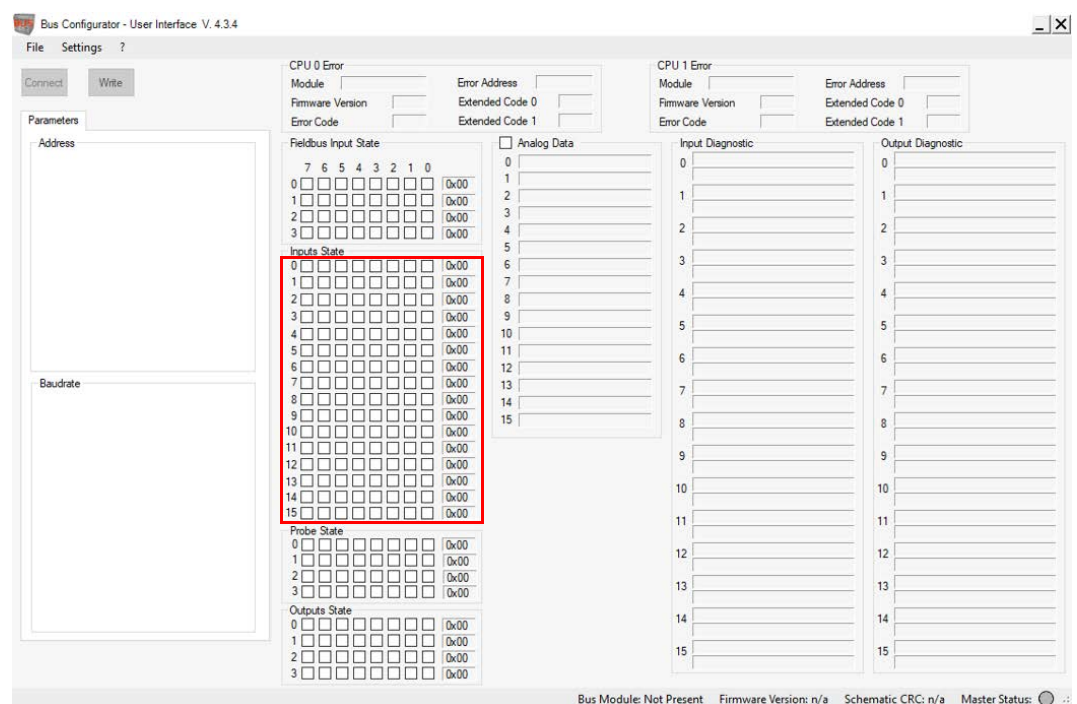 BUS
Bus Configurator - User Interface V. 4.3.4
File Settings ?
Connect Write
Parameters
Address
Baudrate
CPU 0 Error
Module Error Address
Firmware Version Extended Code 0
Error Code Extended Code 1
CPU 1 Error
Module Error Address
Firmware Version Extended Code 0
Error Code Extended Code 1
Fieldbus Input State
7 6 5 4 3 2 1 0
0 0x00
1 0x00
2 0x00
3 0x00
Inputs State
0 0x00
1 0x00
2 0x00
3 0x00
4 0x00
5 0x00
6 0x00
7 0x00
8 0x00
9 0x00
10 0x00
11 0x00
12 0x00
13 0x00
14 0x00
15 0x00
Probe State
0 0x00
1 0x00
2 0x00
3 0x00
Outputs State
0 0x00
1 0x00
2 0x00
3 0x00
Analog Data
0
1
2
3
4
5
6
7
8
9
10
11
12
13
14
15
Input Diagnostic
0
1
2
3
4
5
6
7
8
9
10
11
12
13
14
15
Output Diagnostic
0
1
2
3
4
5
6
7
8
9
10
11
12
13
14
15
Bus Module: Not Present Firmware Version: n/a Schematic CRC: n/a Master Status: